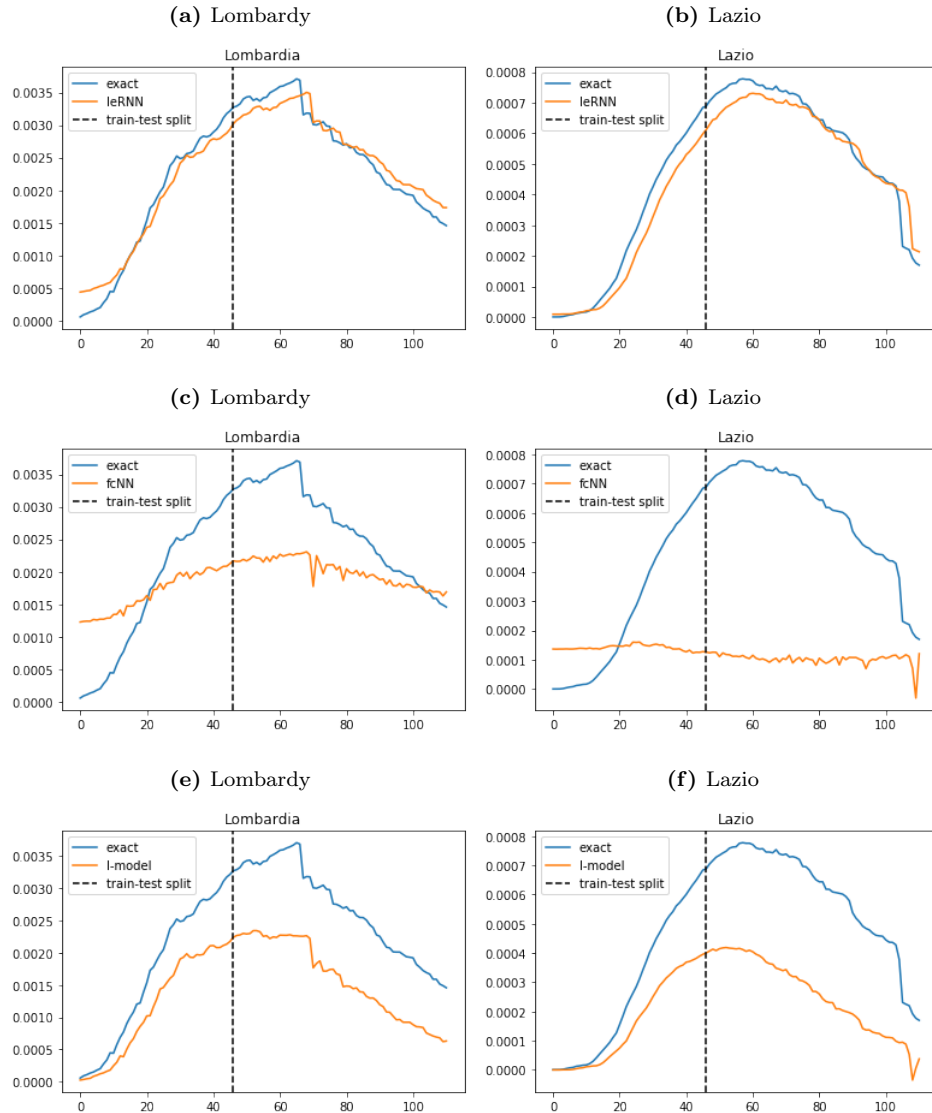 (a) Lombardy
(b) Lazio
Lombardia
exact
leRNN
train-test split
0.0035
0.0030
0.0025
0.0020
0.0015
0.0010
0.0005
0.0000
0 20 40 60 80 100
Lazio
exact
leRNN
train-test split
0.0008
0.0007
0.0006
0.0005
0.0004
0.0003
0.0002
0.0001
0.0000
0 20 40 60 80 100
(c) Lombardy
(d) Lazio
Lombardia
exact
fcNN
train-test split
0.0035
0.0030
0.0025
0.0020
0.0015
0.0010
0.0005
0.0000
0 20 40 60 80 100
Lazio
exact
fcNN
train-test split
0.0008
0.0007
0.0006
0.0005
0.0004
0.0003
0.0002
0.0001
0.0000
0 20 40 60 80 100
(e) Lombardy
(f) Lazio
Lombardia
exact
l-model
train-test split
0.0035
0.0030
0.0025
0.0020
0.0015
0.0010
0.0005
0.0000
0 20 40 60 80 100
Lazio
exact
l-model
train-test split
0.0008
0.0007
0.0006
0.0005
0.0004
0.0003
0.0002
0.0001
0.0000
0 20 40 60 80 100